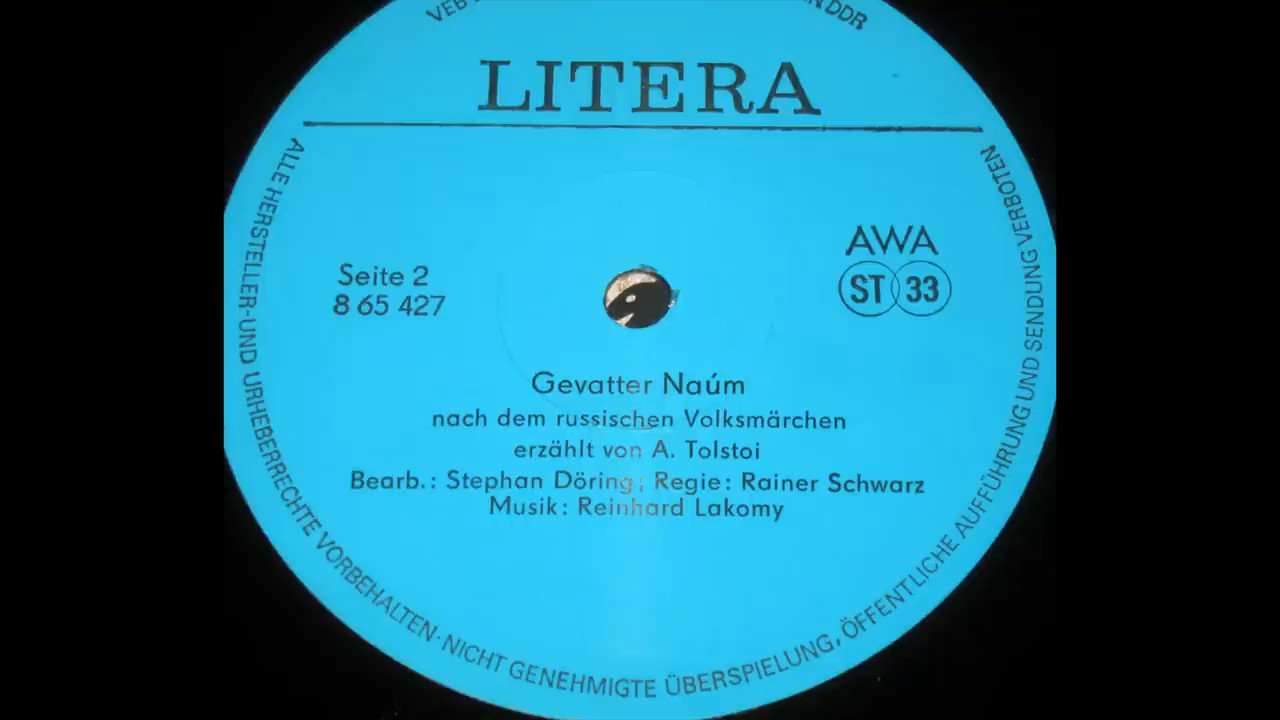 VEB
DDR
LITERA
ALLE HERSTELLER-UND URHEBERRECHTE VORBEHALTEN·NICHT GENEHMIGTE ÜBERSPIELUNG, ÖFFENTLICHE AUFFÜHRUNG UND SENDUNG VERBOTEN
Seite 2
8 65 427
AWA
ST 33
Gevatter Naúm
nach dem russischen Volksmärchen
erzählt von A. Tolstoi
Bearb.: Stephan Döring; Regie: Rainer Schwarz
Musik: Reinhard Lakomy